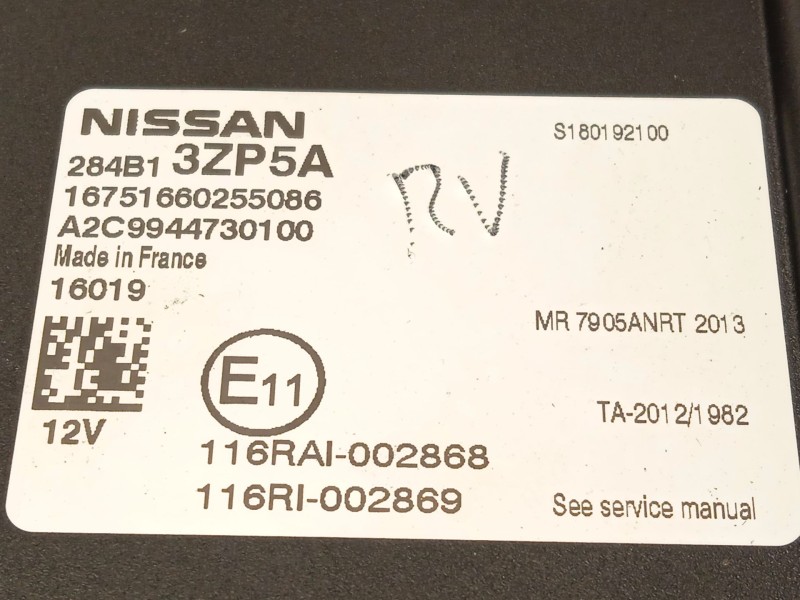 NISSAN
284B1 3ZP5A
16751660255086
A2C9944730100
Made in France
16019
12V
E11
116RAI-002868
116RI-002869
RV
S180192100
MR 7905ANRT 2013
TA-2012/1982
See service manual